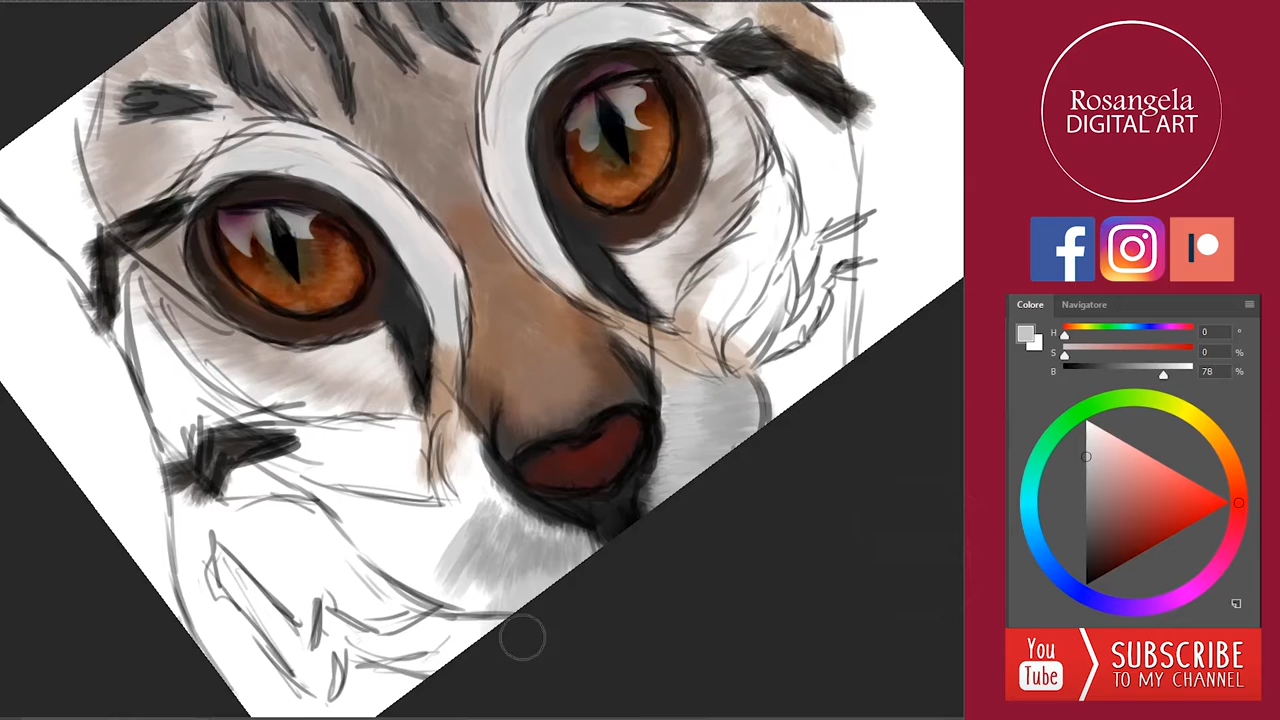 Rosangela
DIGITAL ART
Colore
Navigatore
H 0 °
S 0 %
B 78 %
You
Tube
SUBSCRIBE
TO MY CHANNEL